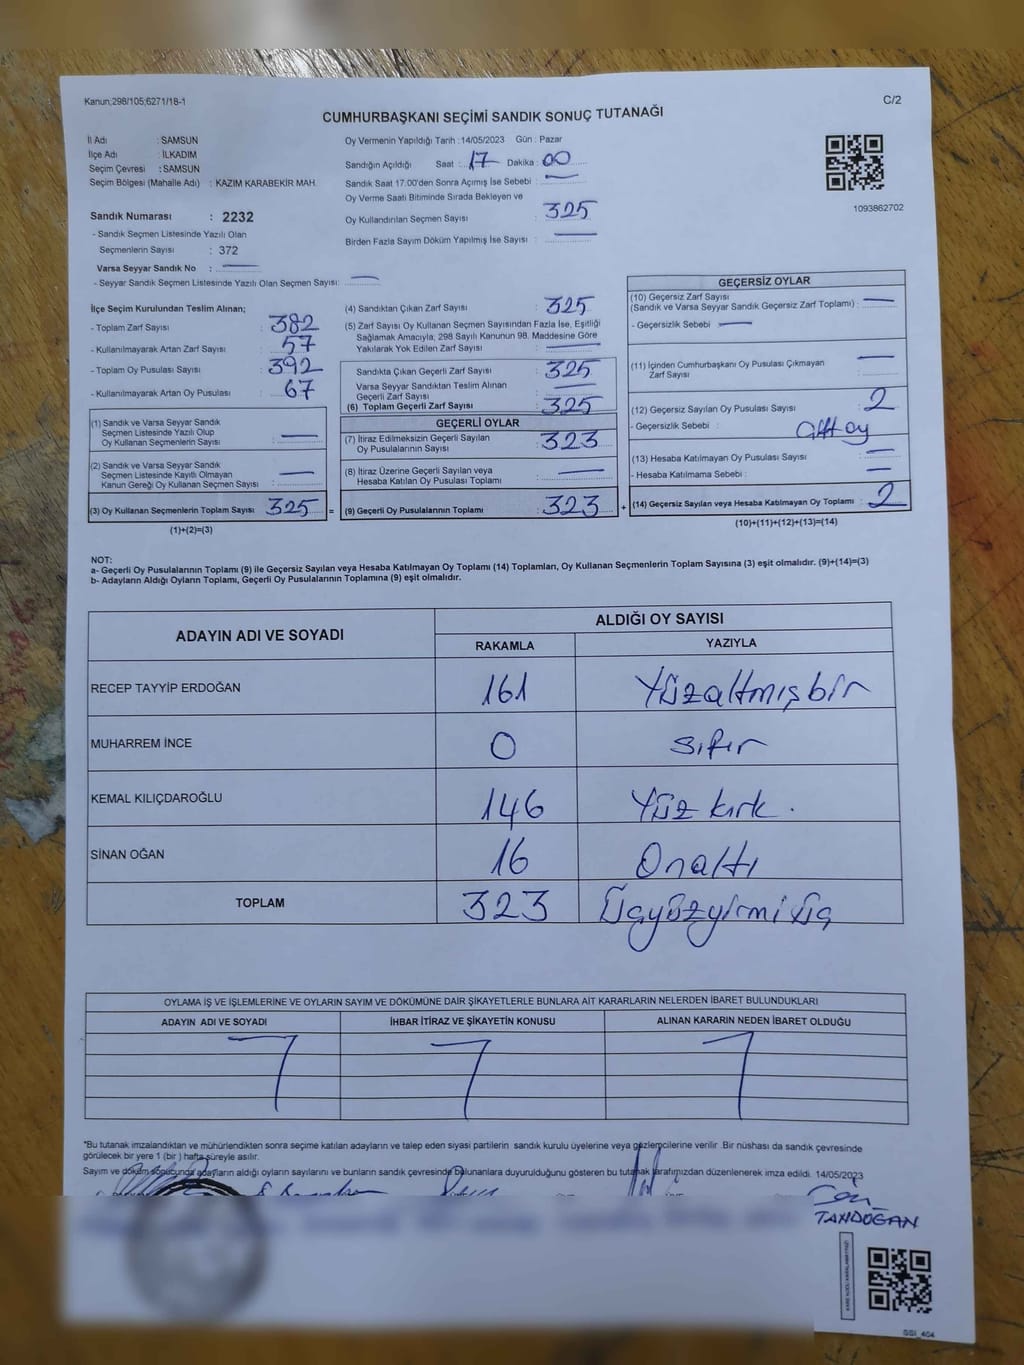 Kanun;298/105;6271/18-1
C/2
CUMHURBAŞKANI SEÇİMİ SANDIK SONUÇ TUTANAĞI
İl Adı : SAMSUN
İlçe Adı : İLKADIM
Seçim Çevresi : SAMSUN
Seçim Bölgesi (Mahalle Adı) : KAZIM KARABEKİR MAH.
Oy Vermenin Yapıldığı Tarih :14/05/2023 Gün : Pazar
Sandığın Açıldığı Saat : 17 Dakika : 00
Sandık Saat 17.00'den Sonra Açımış İse Sebebi : —
Oy Verme Saati Bitiminde Sırada Bekleyen ve
Oy Kullandırılan Seçmen Sayısı : 325
Birden Fazla Sayım Döküm Yapılmış İse Sayısı : —
1093862702
Sandık Numarası : 2232
- Sandık Seçmen Listesinde Yazılı Olan
Seçmenlerin Sayısı : 372
Varsa Seyyar Sandık No : —
- Seyyar Sandık Seçmen Listesinde Yazılı Olan Seçmen Sayısı: —
İlçe Seçim Kurulundan Teslim Alınan;
- Toplam Zarf Sayısı : 382
- Kullanılmayarak Artan Zarf Sayısı : 57
- Toplam Oy Pusulası Sayısı : 392
- Kullanılmayarak Artan Oy Pusulası : 67
(1) Sandık ve Varsa Seyyar Sandık
Seçmen Listesinde Yazılı Olup
Oy Kullanan Seçmenlerin Sayısı : —
(2) Sandık ve Varsa Seyyar Sandık
Seçmen Listesinde Kayıtlı Olmayan
Kanun Gereği Oy Kullanan Seçmen Sayısı : —
(3) Oy Kullanan Seçmenlerin Toplam Sayısı : 325 =
(1)+(2)=(3)
(4) Sandıktan Çıkan Zarf Sayısı : 325
(5) Zarf Sayısı Oy Kullanan Seçmen Sayısından Fazla İse, Eşitliği
Sağlamak Amacıyla; 298 Sayılı Kanunun 98. Maddesine Göre
Yakılarak Yok Edilen Zarf Sayısı : —
Sandıkta Çıkan Geçerli Zarf Sayısı : 325
Varsa Seyyar Sandıktan Teslim Alınan
Geçerli Zarf Sayısı : —
(6) Toplam Geçerli Zarf Sayısı : 325
GEÇERLİ OYLAR
(7) İtiraz Edilmeksizin Geçerli Sayılan
Oy Pusulalarının Sayısı : 323
(8) İtiraz Üzerine Geçerli Sayılan veya
Hesaba Katılan Oy Pusulası Toplamı : —
(9) Geçerli Oy Pusulalarının Toplamı : 323 +
GEÇERSİZ OYLAR
(10) Geçersiz Zarf Sayısı
(Sandık ve Varsa Seyyar Sandık Geçersiz Zarf Toplamı) : —
- Geçersizlik Sebebi : —
(11) İçinden Cumhurbaşkanı Oy Pusulası Çıkmayan
Zarf Sayısı : —
(12) Geçersiz Sayılan Oy Pusulası Sayısı : 2
- Geçersizlik Sebebi :
(13) Hesaba Katılmayan Oy Pusulası Sayısı : —
- Hesaba Katılmama Sebebi : —
(14) Geçersiz Sayılan veya Hesaba Katılmayan Oy Toplamı : 2
(10)+(11)+(12)+(13)=(14)
NOT:
a- Geçerli Oy Pusulalarının Toplamı (9) ile Geçersiz Sayılan veya Hesaba Katılmayan Oy Toplamı (14) Toplamları, Oy Kullanan Seçmenlerin Toplam Sayısına (3) eşit olmalıdır. (9)+(14)=(3)
b- Adayların Aldığı Oyların Toplamı, Geçerli Oy Pusulalarının Toplamına (9) eşit olmalıdır.
ADAYIN ADI VE SOYADI
ALDIĞI OY SAYISI
RAKAMLA YAZIYLA
RECEP TAYYİP ERDOĞAN 161 Yüzaltmışbir
MUHARREM İNCE 0 sıfır
KEMAL KILIÇDAROĞLU 146 Yüz kırk.
SİNAN OĞAN 16 Onaltı
TOPLAM 323 Üçyüzyirmi üç
OYLAMA İŞ VE İŞLEMLERİNE VE OYLARIN SAYIM VE DÖKÜMÜNE DAİR ŞİKAYETLERLE BUNLARA AİT KARARLARIN NELERDEN İBARET BULUNDUKLARI
ADAYIN ADI VE SOYADI İHBAR İTİRAZ VE ŞİKAYETİN KONUSU ALINAN KARARIN NEDEN İBARET OLDUĞU
*Bu tutanak imzalandıktan ve mühürlendikten sonra seçime katılan adayların ve talep eden siyasi partilerin sandık kurulu üyelerine veya gözlemcilerine verilir .Bir nüshası da sandık çevresinde
görülecek bir yere 1 (bir ) hafta süreyle asılır.
Sayım ve döküm sonucunda adayların aldığı oyların sayılarını ve bunların sandık çevresinde bulunanlara duyurulduğunu gösteren bu tutanak tarafımızdan düzenlenerek imza edildi. 14/05/2023
TANDOĞAN
GSI_404